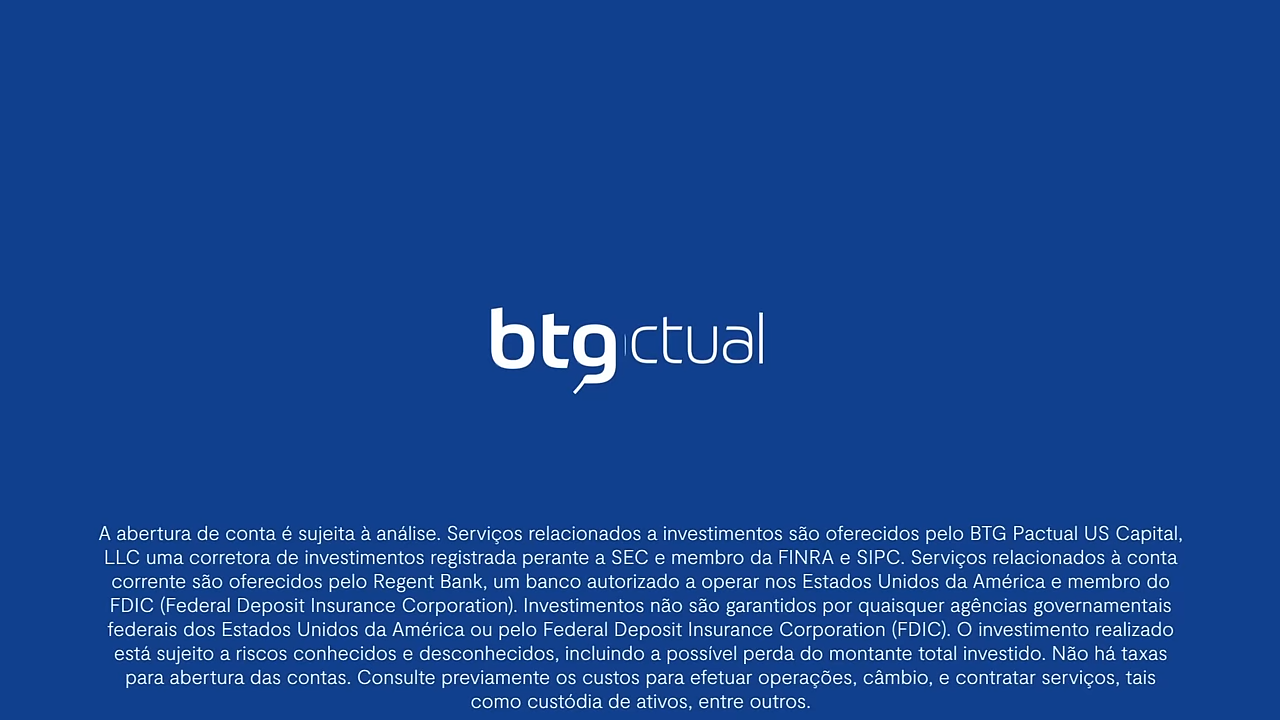 btg ctual
A abertura de conta é sujeita à análise. Serviços relacionados a investimentos são oferecidos pelo BTG Pactual US Capital,
LLC uma corretora de investimentos registrada perante a SEC e membro da FINRA e SIPC. Serviços relacionados à conta
corrente são oferecidos pelo Regent Bank, um banco autorizado a operar nos Estados Unidos da América e membro do
FDIC (Federal Deposit Insurance Corporation). Investimentos não são garantidos por quaisquer agências governamentais
federais dos Estados Unidos da América ou pelo Federal Deposit Insurance Corporation (FDIC). O investimento realizado
está sujeito a riscos conhecidos e desconhecidos, incluindo a possível perda do montante total investido. Não há taxas
para abertura das contas. Consulte previamente os custos para efetuar operações, câmbio, e contratar serviços, tais
como custódia de ativos, entre outros.